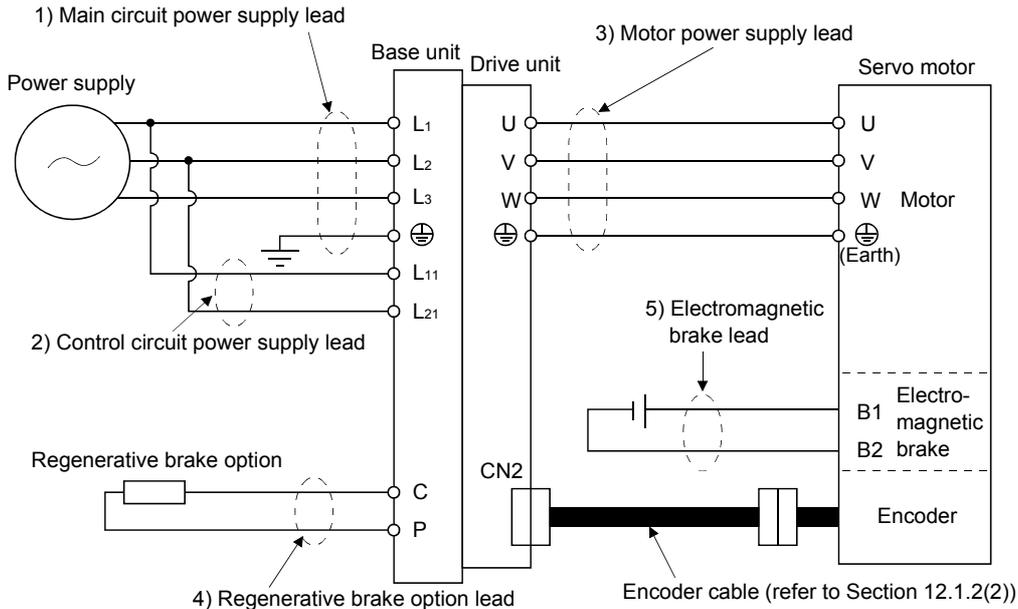 1) Main circuit power supply lead
3) Motor power supply lead
Base unit
Drive unit
Servo motor
Power supply
L1
L2
L3
L11
L21
U
V
W
U
V
W
Motor
(Earth)
2) Control circuit power supply lead
5) Electromagnetic
brake lead
B1
B2
Electro-
magnetic
brake
Regenerative brake option
C
P
CN2
Encoder
4) Regenerative brake option lead
Encoder cable (refer to Section 12.1.2(2))